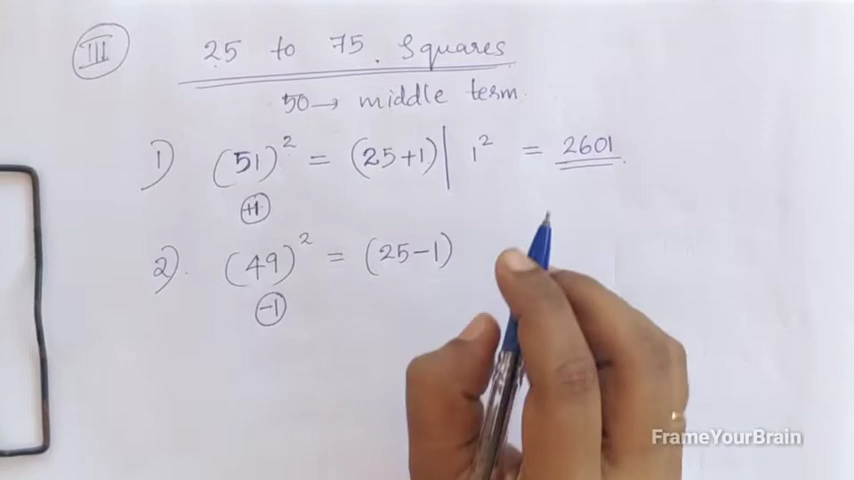 III 25 to 75. Squares
50 → middle term.
1) (51)² = (25+1) | 1² = 2601.
+1
2). (49)² = (25-1)
-1
FrameYourBrain